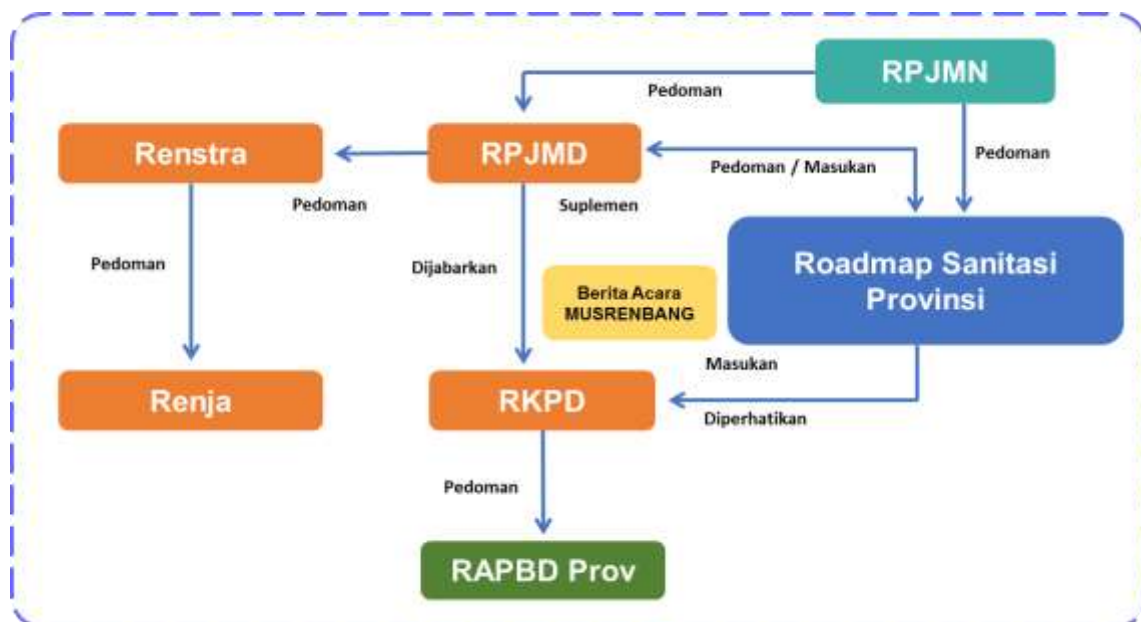 RPJMN
Pedoman
Renstra
RPJMD
Pedoman / Masukan
Pedoman
Pedoman
Suplemen
Pedoman
Dijabarkan
Roadmap Sanitasi
Provinsi
Berita Acara
MUSRENBANG
Masukan
Renja
RKPD
Diperhatikan
Pedoman
RAPBD Prov